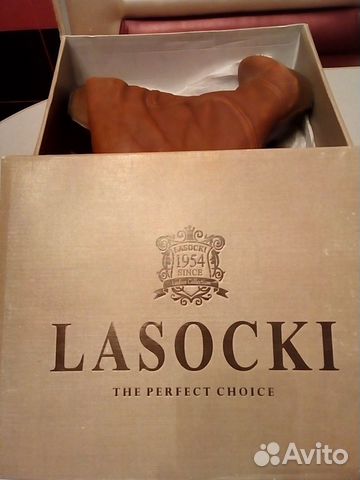 LASOCKI
1954
SINCE
LASOCKI
THE PERFECT CHOICE
Avito